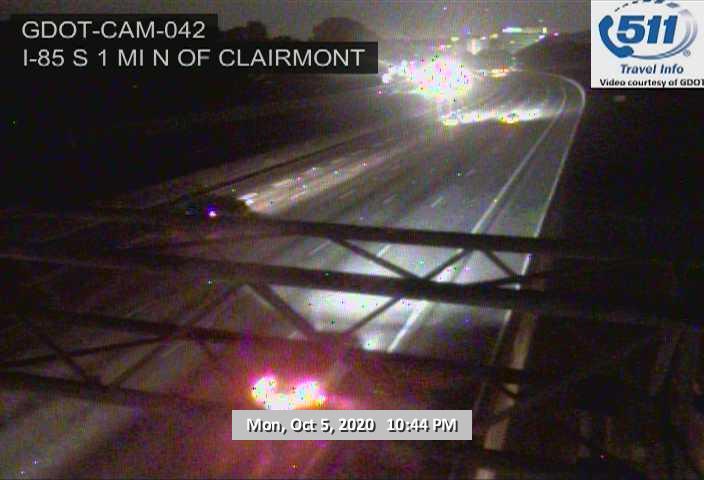 GDOT-CAM-042
I-85 S 1 MI N OF CLAIRMONT
511
Travel Info
Video courtesy of GDOT
Mon, Oct 5, 2020 10:44 PM